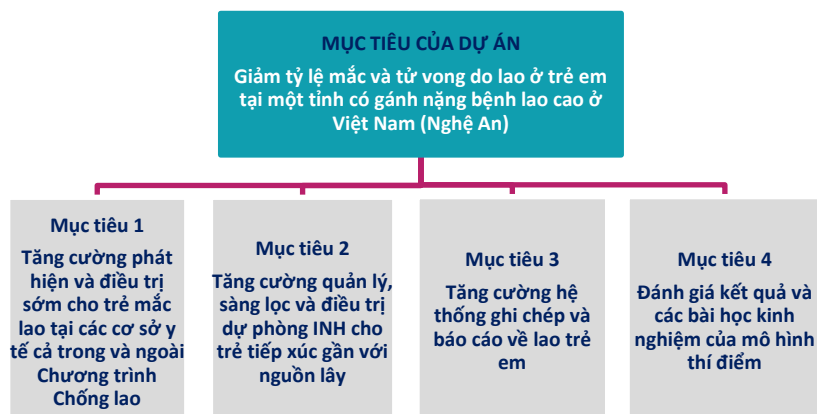 MỤC TIÊU CỦA DỰ ÁN
Giảm tỷ lệ mắc và tử vong do lao ở trẻ em
tại một tỉnh có gánh nặng bệnh lao cao ở
Việt Nam (Nghệ An)
Mục tiêu 1
Tăng cường phát
hiện và điều trị
sớm cho trẻ mắc
lao tại các cơ sở y
tế cả trong và ngoài
Chương trình
Chống lao
Mục tiêu 2
Tăng cường quản lý,
sàng lọc và điều trị
dự phòng INH cho
trẻ tiếp xúc gần với
nguồn lây
Mục tiêu 3
Tăng cường hệ
thống ghi chép và
báo cáo về lao trẻ
em
Mục tiêu 4
Đánh giá kết quả và
các bài học kinh
nghiệm của mô hình
thí điểm